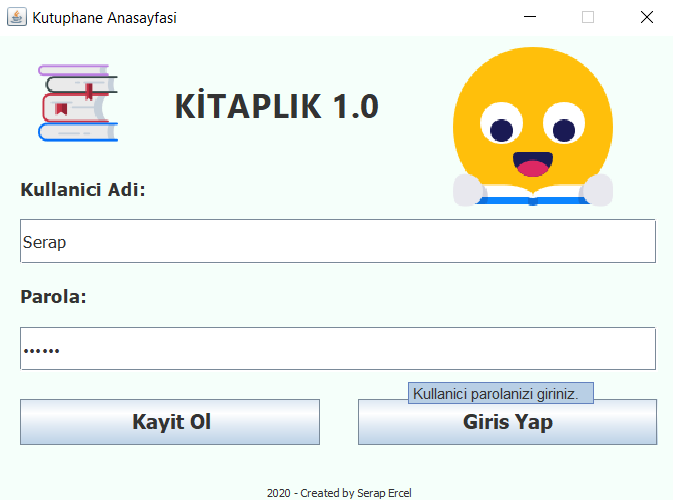 Kutuphane Anasayfasi
KİTAPLIK 1.0
Kullanici Adi:
Serap
Parola:
••••••
Kullanici parolanizi giriniz.
Kayit Ol
Giris Yap
2020 - Created by Serap Ercel